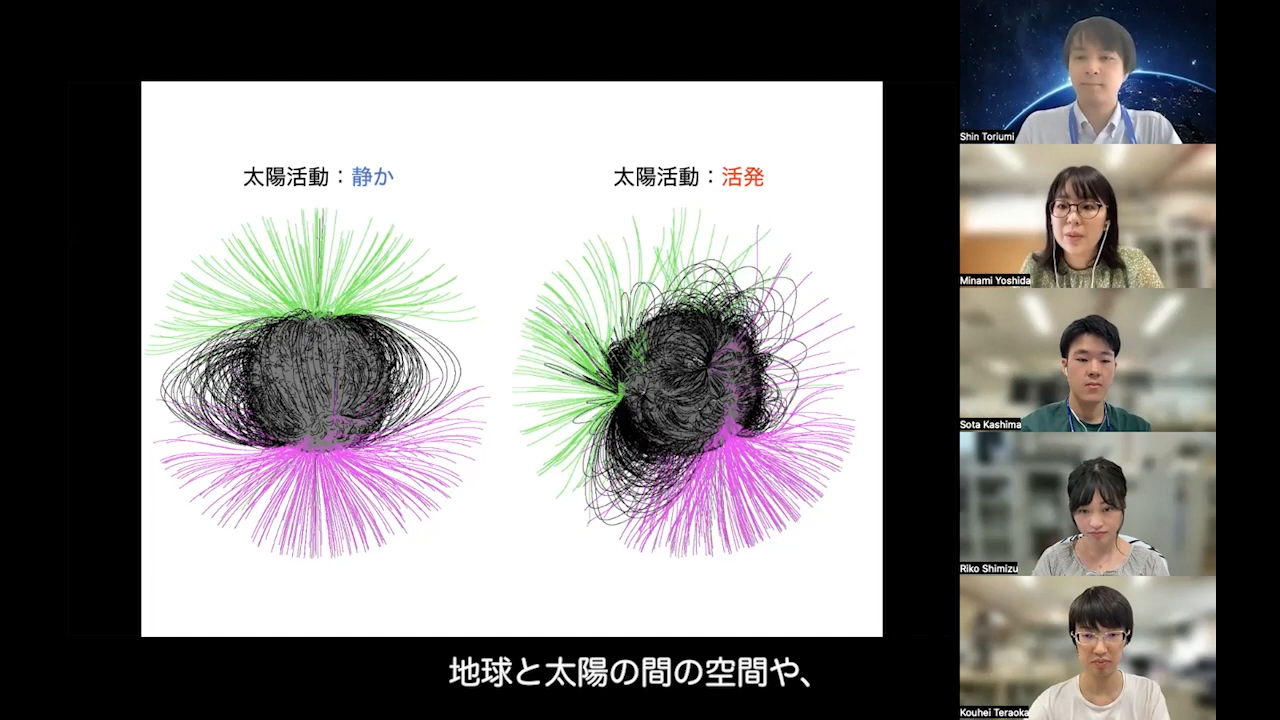 太陽活動：静か
太陽活動：活発
地球と太陽の間の空間や、
Shin Toriumi
Minami Yoshida
Sota Kashima
Riko Shimizu
Kouhei Teraoka